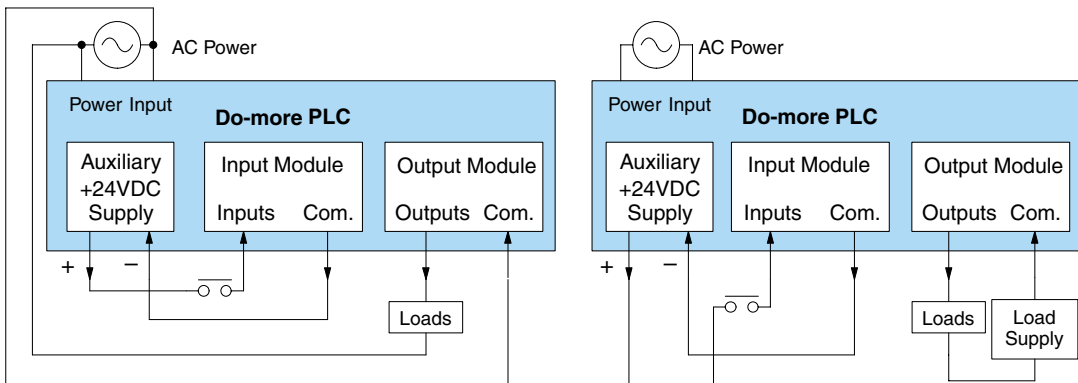 AC Power
Power Input
Do-more PLC
Auxiliary
+24VDC
Supply
Input Module
Inputs Com.
Output Module
Outputs Com.
+ –
Loads
AC Power
Power Input
Do-more PLC
Auxiliary
+24VDC
Supply
Input Module
Inputs Com.
Output Module
Outputs Com.
+ –
Loads
Load
Supply